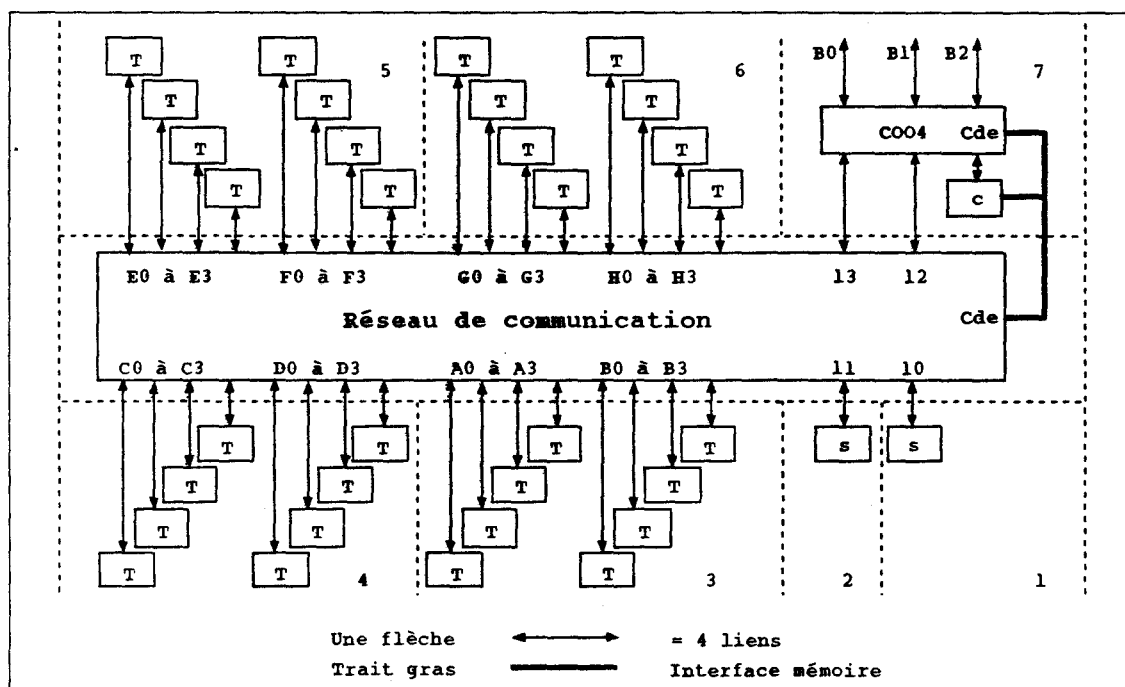 T T 5 T T 6 B0 B1 B2 7
T T T T
C004 Cde
T T T T
T T T T
c
E0 à E3 F0 à F3 G0 à G3 H0 à H3 13 12
Réseau de communication Cde
C0 à C3 D0 à D3 A0 à A3 B0 à B3 11 10
T T T T s s
T T T T
T T T T
T T T T
4 3 2 1
Une flèche = 4 liens
Trait gras Interface mémoire